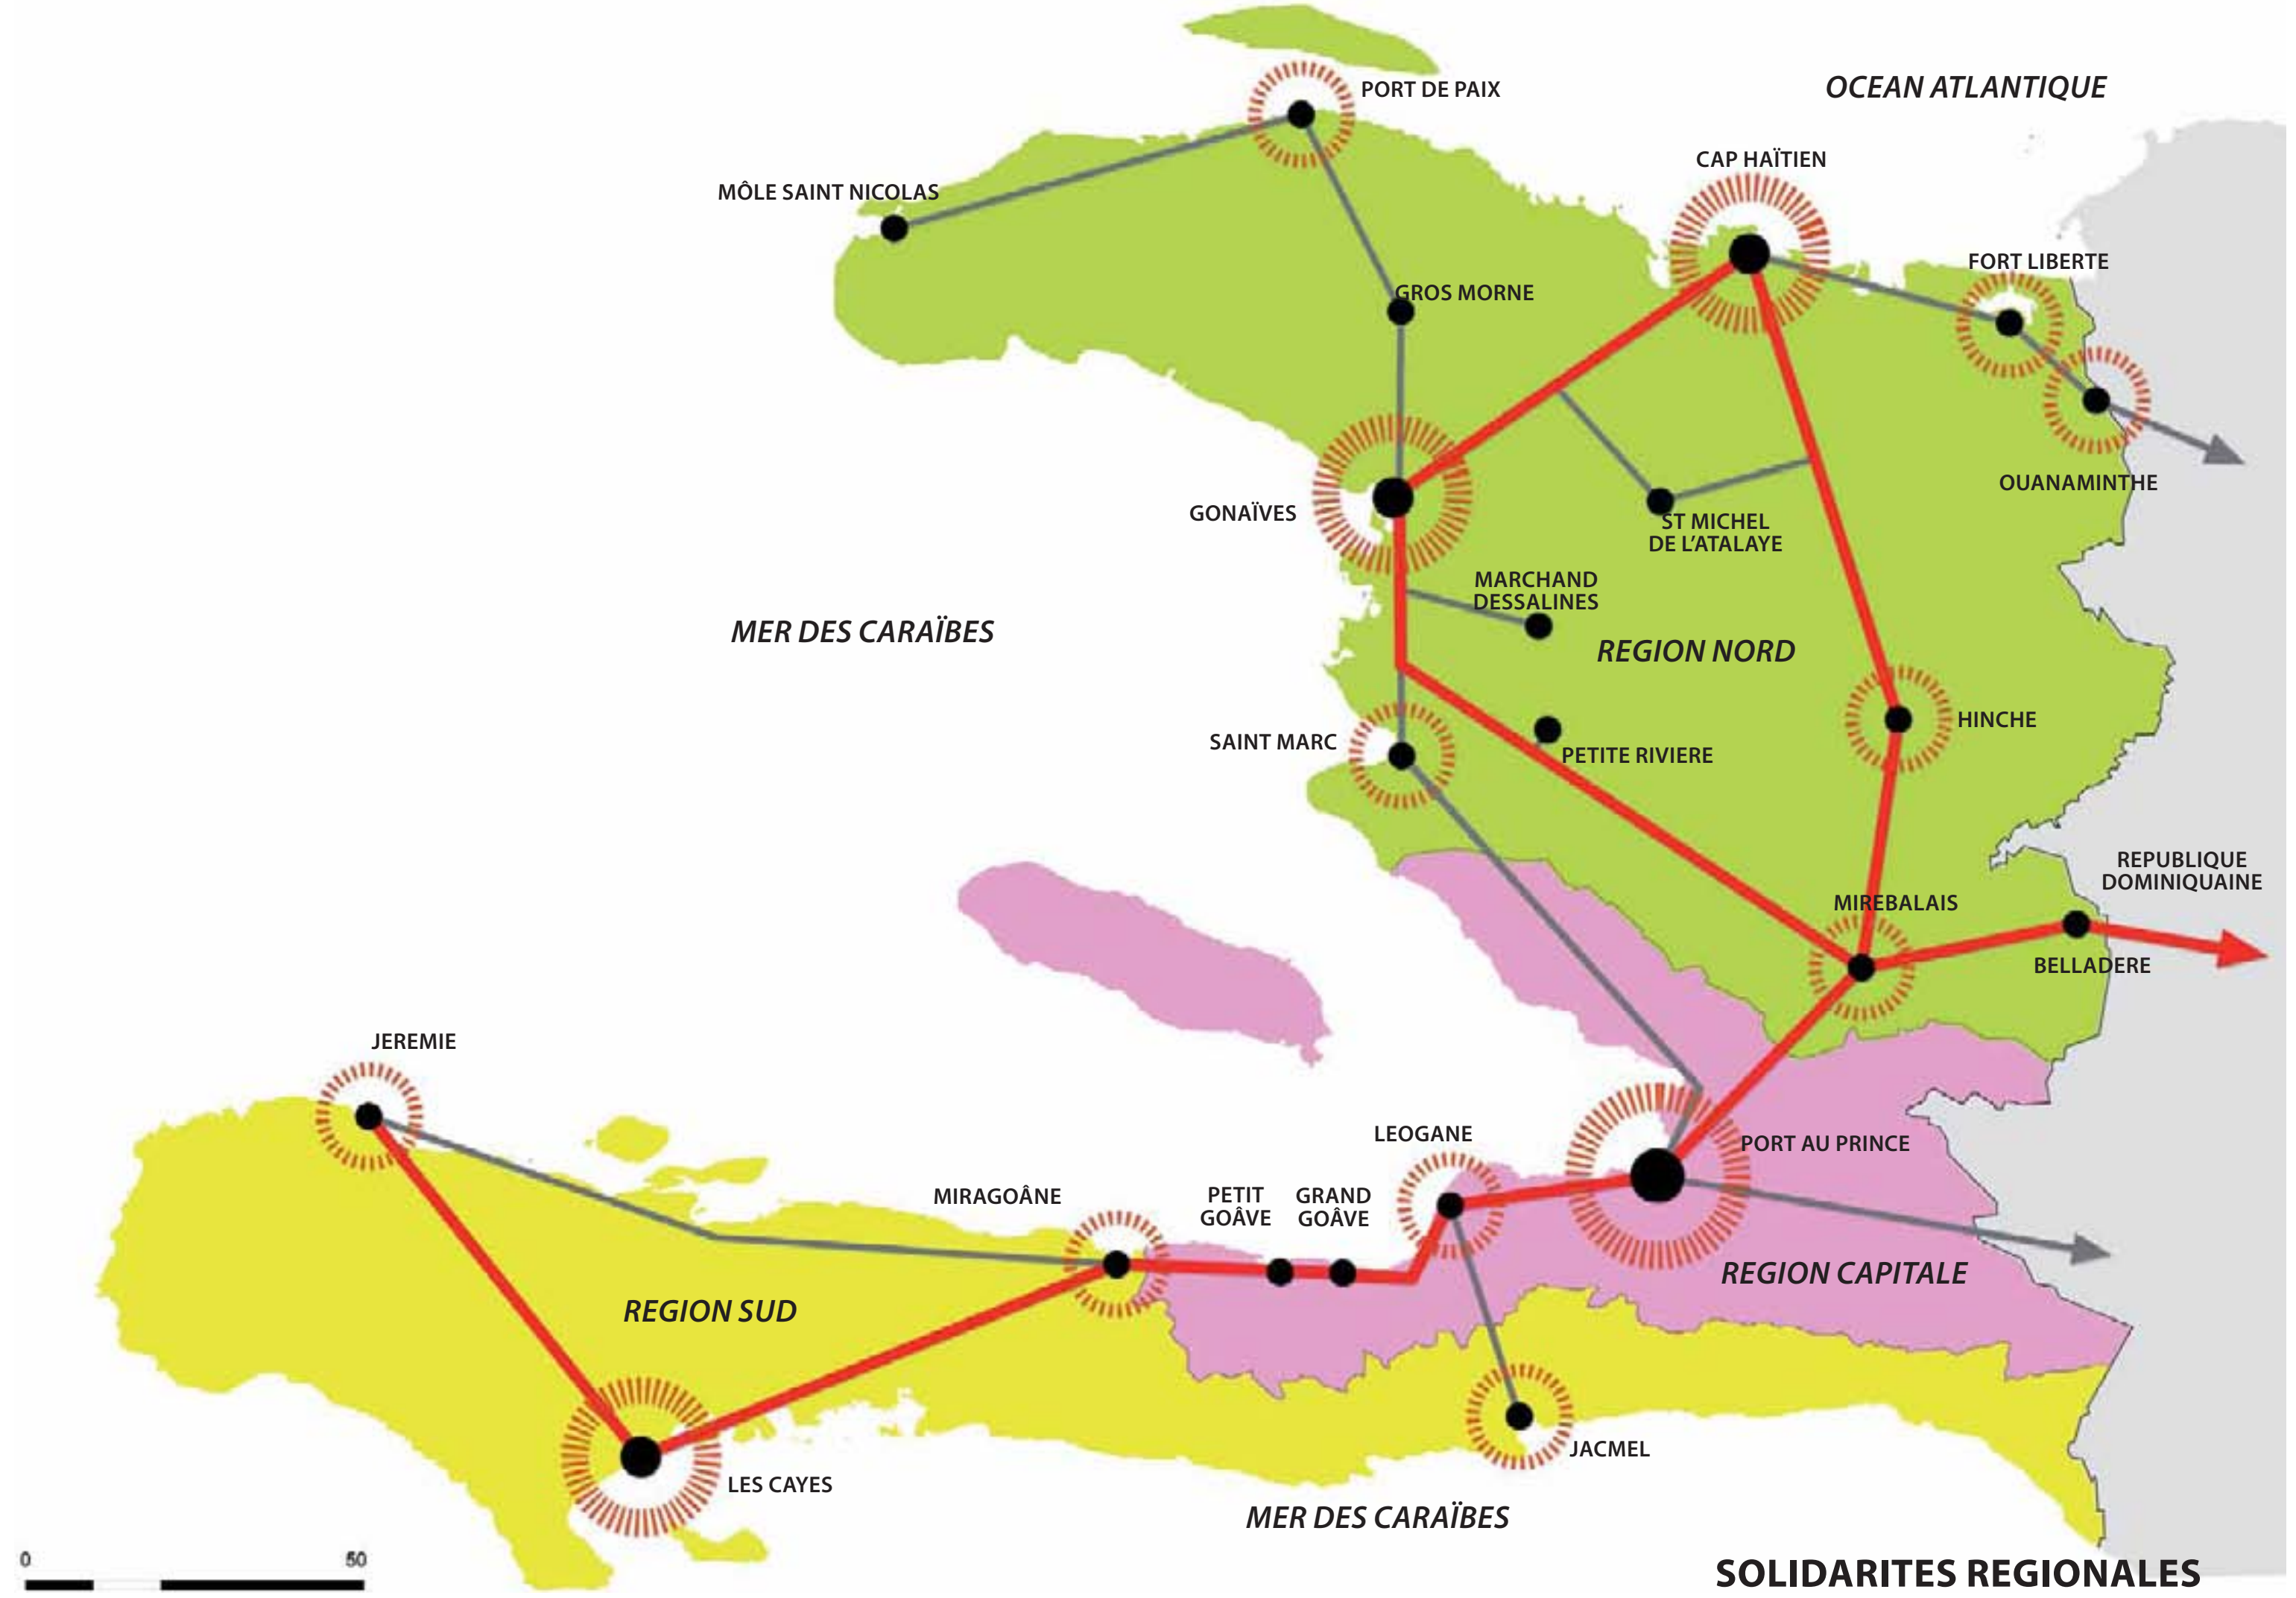 PORT DE PAIX
OCEAN ATLANTIQUE
CAP HAÏTIEN
MÔLE SAINT NICOLAS
FORT LIBERTE
GROS MORNE
OUANAMINTHE
GONAÏVES
ST MICHEL
DE L'ATALAYE
MARCHAND
DESSALINES
MER DES CARAÏBES
REGION NORD
HINCHE
SAINT MARC
PETITE RIVIERE
REPUBLIQUE
DOMINIQUAINE
MIREBALAIS
BELLADERE
JEREMIE
LEOGANE
PORT AU PRINCE
MIRAGOÂNE
PETIT
GOÂVE
GRAND
GOÂVE
REGION CAPITALE
REGION SUD
JACMEL
LES CAYES
MER DES CARAÏBES
0 50
SOLIDARITES REGIONALES